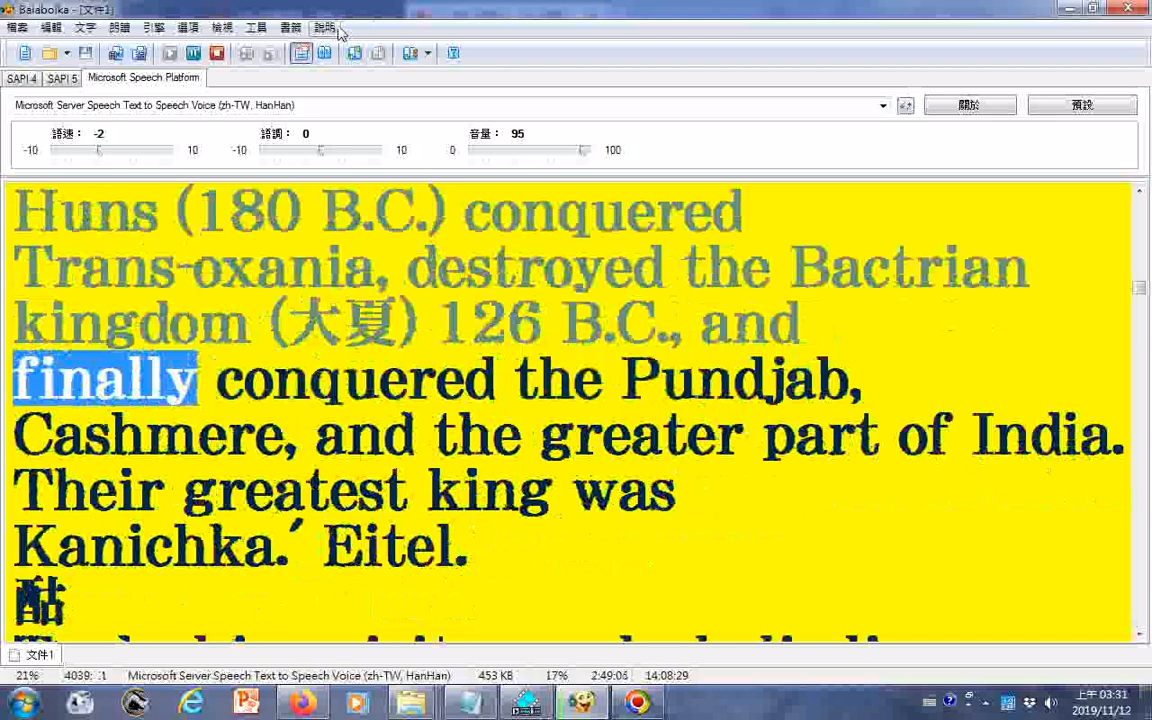 Balabolka - [文件1]
檔案 編輯 文字 朗讀 引擎 選項 檢視 工具 書籤 說明
SAPI 4 SAPI 5 Microsoft Speech Platform
Microsoft Server Speech Text to Speech Voice (zh-TW, HanHan) 關於 預設
語速: -2 語調: 0 音量: 95
-10 10 -10 10 0 100
Huns (180 B.C.) conquered
Trans-oxania, destroyed the Bactrian
kingdom (大夏) 126 B.C., and
finally conquered the Pundjab,
Cashmere, and the greater part of India.
Their greatest king was
Kanichka.′ Eitel.
酤
文件1
21% 4039: :1 Microsoft Server Speech Text to Speech Voice (zh-TW, HanHan) 453 KB 17% 2:49:06 14:08:29
上午 03:31
2019/11/12